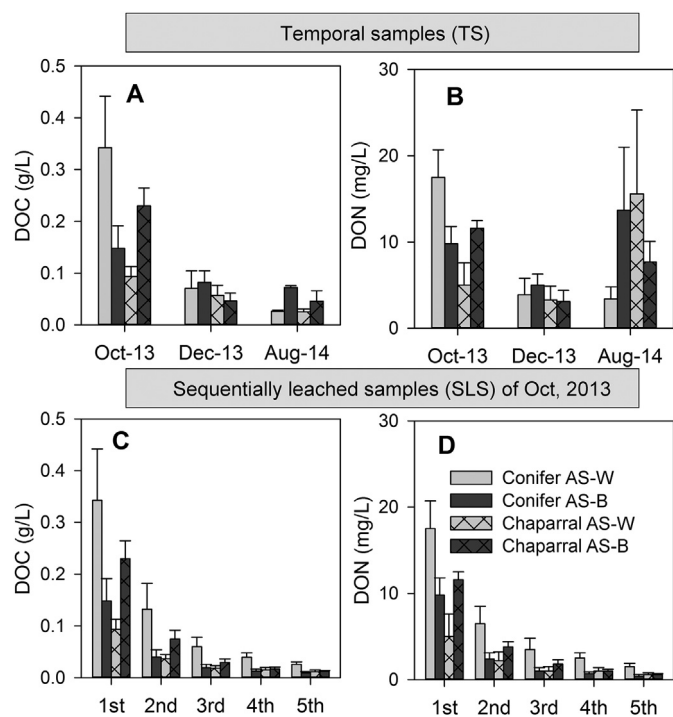 Temporal samples (TS)
A
DOC (g/L)
0.5
0.4
0.3
0.2
0.1
0.0
Oct-13 Dec-13 Aug-14
B
DON (mg/L)
30
20
10
0
Oct-13 Dec-13 Aug-14
Sequentially leached samples (SLS) of Oct, 2013
C
DOC (g/L)
0.5
0.4
0.3
0.2
0.1
0.0
1st 2nd 3rd 4th 5th
D
DON (mg/L)
30
20
10
0
Conifer AS-W
Conifer AS-B
Chaparral AS-W
Chaparral AS-B
1st 2nd 3rd 4th 5th